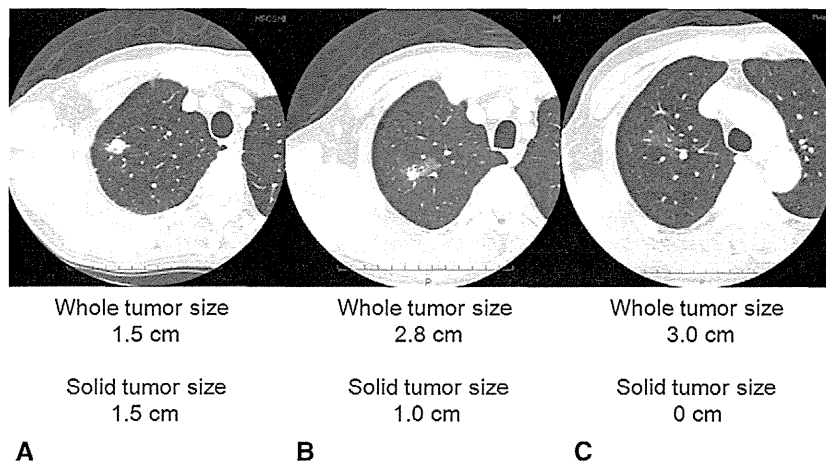 Whole tumor size
1.5 cm
Solid tumor size
1.5 cm
A
Whole tumor size
2.8 cm
Solid tumor size
1.0 cm
B
Whole tumor size
3.0 cm
Solid tumor size
0 cm
C